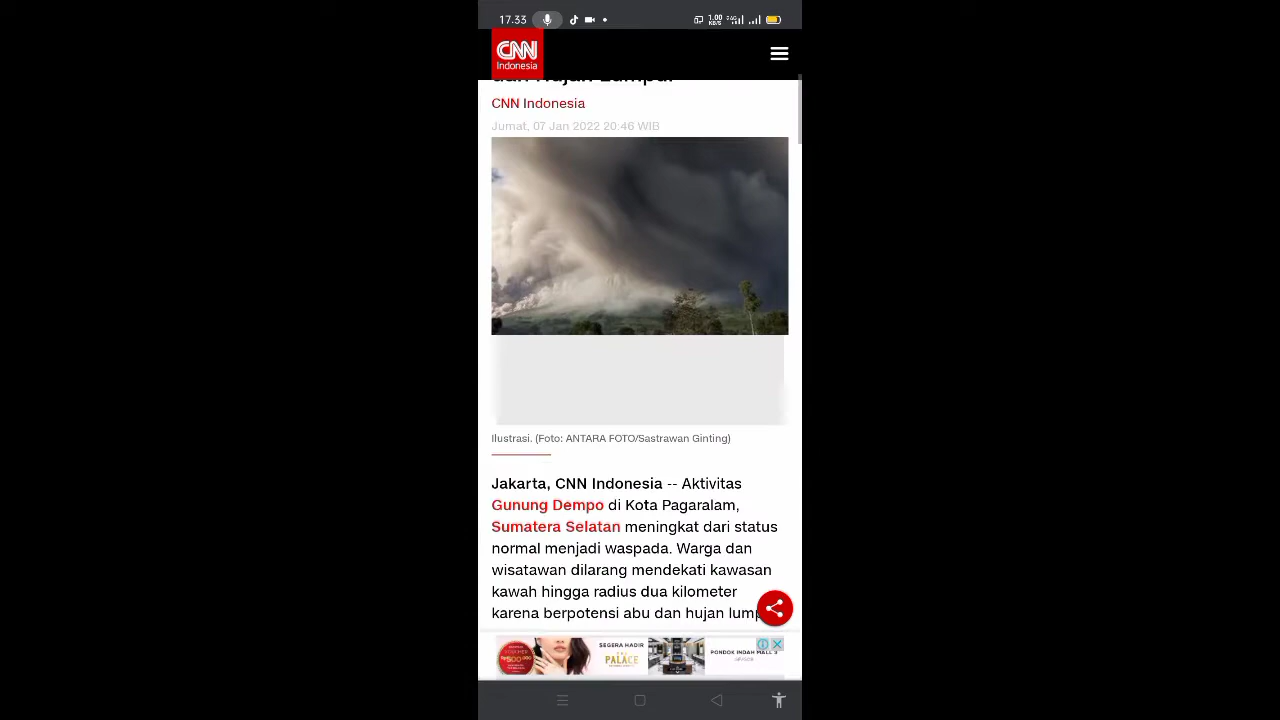 17.33
1.00
KB/S
CNN
Indonesia
CNN Indonesia
Jumat, 07 Jan 2022 20:46 WIB
Ilustrasi. (Foto: ANTARA FOTO/Sastrawan Ginting)
Jakarta, CNN Indonesia -- Aktivitas
Gunung Dempo di Kota Pagaralam,
Sumatera Selatan meningkat dari status
normal menjadi waspada. Warga dan
wisatawan dilarang mendekati kawasan
kawah hingga radius dua kilometer
karena berpotensi abu dan hujan
SEGERA HADIR
PALACE
PONDOK INDAH MALL 3